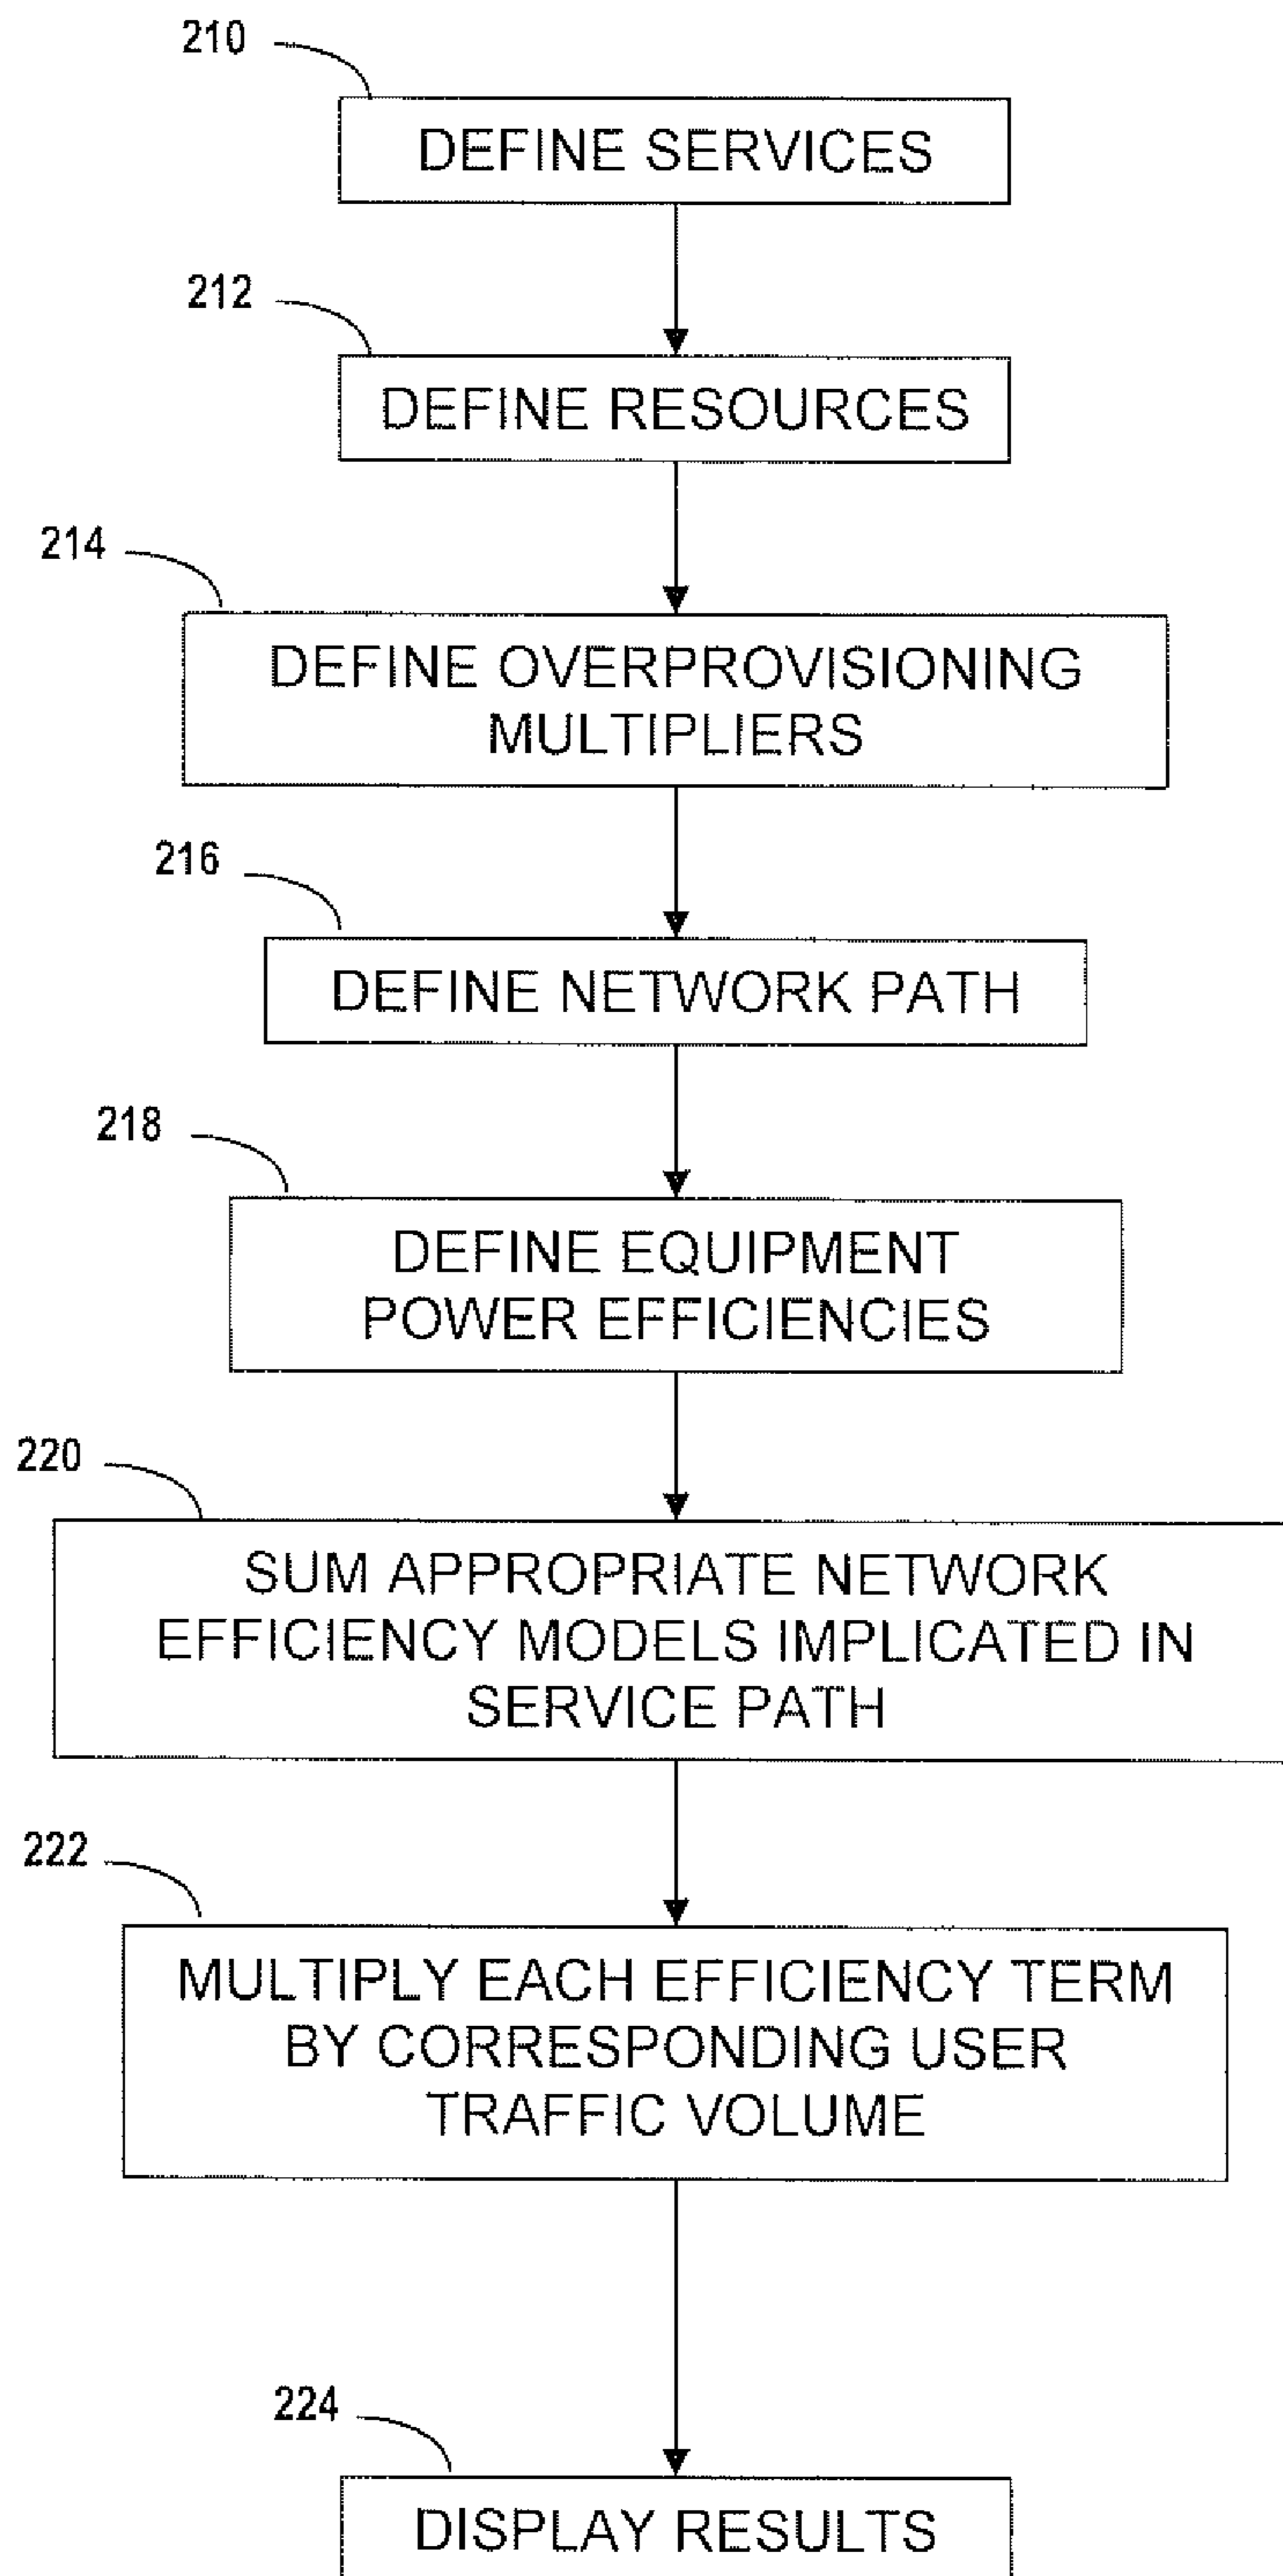 210
DEFINE SERVICES
212
DEFINE RESOURCES
214
DEFINE OVERPROVISIONING
MULTIPLIERS
216
DEFINE NETWORK PATH
218
DEFINE EQUIPMENT
POWER EFFICIENCIES
220
SUM APPROPRIATE NETWORK
EFFICIENCY MODELS IMPLICATED IN
SERVICE PATH
222
MULTIPLY EACH EFFICIENCY TERM
BY CORRESPONDING USER
TRAFFIC VOLUME
224
DISPLAY RESULTS